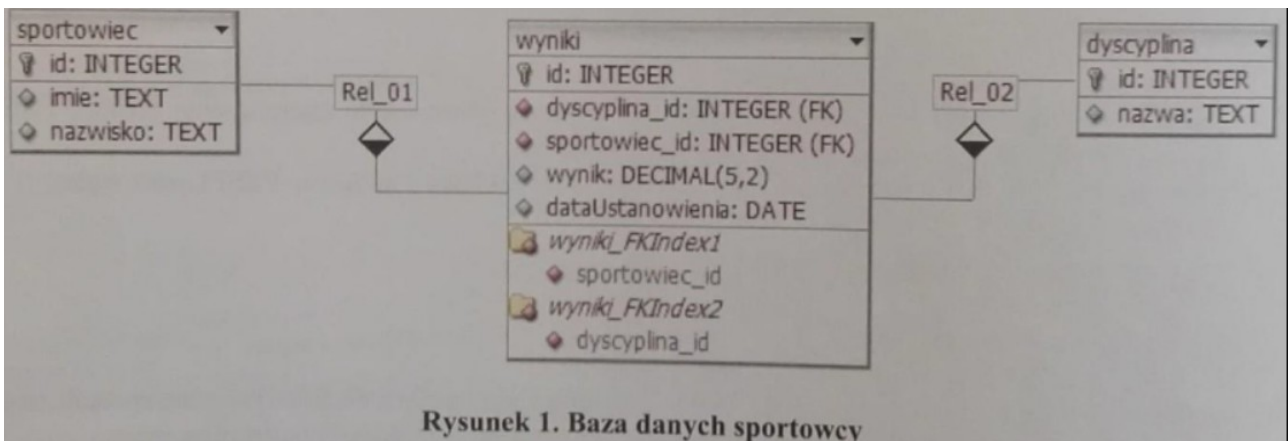 sportowiec
id: INTEGER
imie: TEXT
nazwisko: TEXT
Rel_01
wyniki
id: INTEGER
dyscyplina_id: INTEGER (FK)
sportowiec_id: INTEGER (FK)
wynik: DECIMAL(5,2)
dataUstanowienia: DATE
wyniki_FKIndex1
sportowiec_id
wyniki_FKIndex2
dyscyplina_id
Rel_02
dyscyplina
id: INTEGER
nazwa: TEXT
Rysunek 1. Baza danych sportowcy